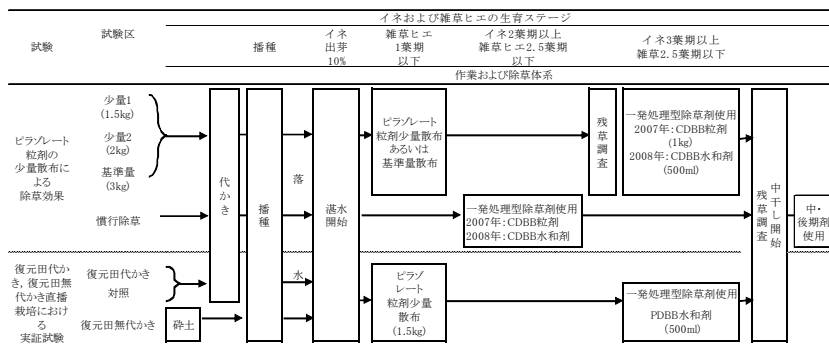 イネおよび雑草ヒエの生育ステージ
試験
試験区
播種
イネ
出芽
10%
雑草ヒエ
1葉期
以下
イネ2葉期以上
雑草ヒエ2.5葉期
以下
イネ3葉期以上
雑草2.5葉期以下
作業および除草体系
ピラゾレート
粒剤の
少量散布に
よる
除草効果
少量1
(1.5kg)
少量2
(2kg)
基準量
(3kg)
慣行除草
代かき
播種
落
水
湛水
開始
ピラゾレート
粒剤少量散布
あるいは
基準量散布
残草調査
一発処理型除草剤使用
2007年：CDBB粒剤
(1kg)
2008年：CDBB水和剤
(500ml)
一発処理型除草剤使用
2007年：CDBB粒剤
2008年：CDBB水和剤
中干し開始
残草調査
中・
後期剤
使用
復元田代か
き，復元田無
代かき直播
栽培におけ
る
実証試験
復元田代かき
対照
復元田無代かき
砕土
ピラゾ
レート
粒剤少量
散布
(1.5kg)
一発処理型除草剤使用
PDBB水和剤
(500ml)